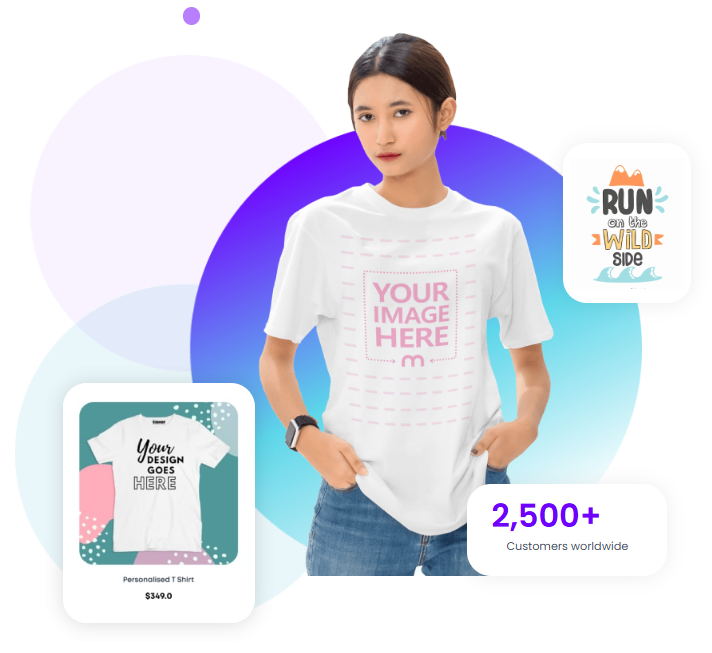 RUN
on the
WILD
SIDE
YOUR
IMAGE
HERE
m
Your
DESIGN
GOES
HERE
Personalised T Shirt
$349.0
2,500+
Customers worldwide